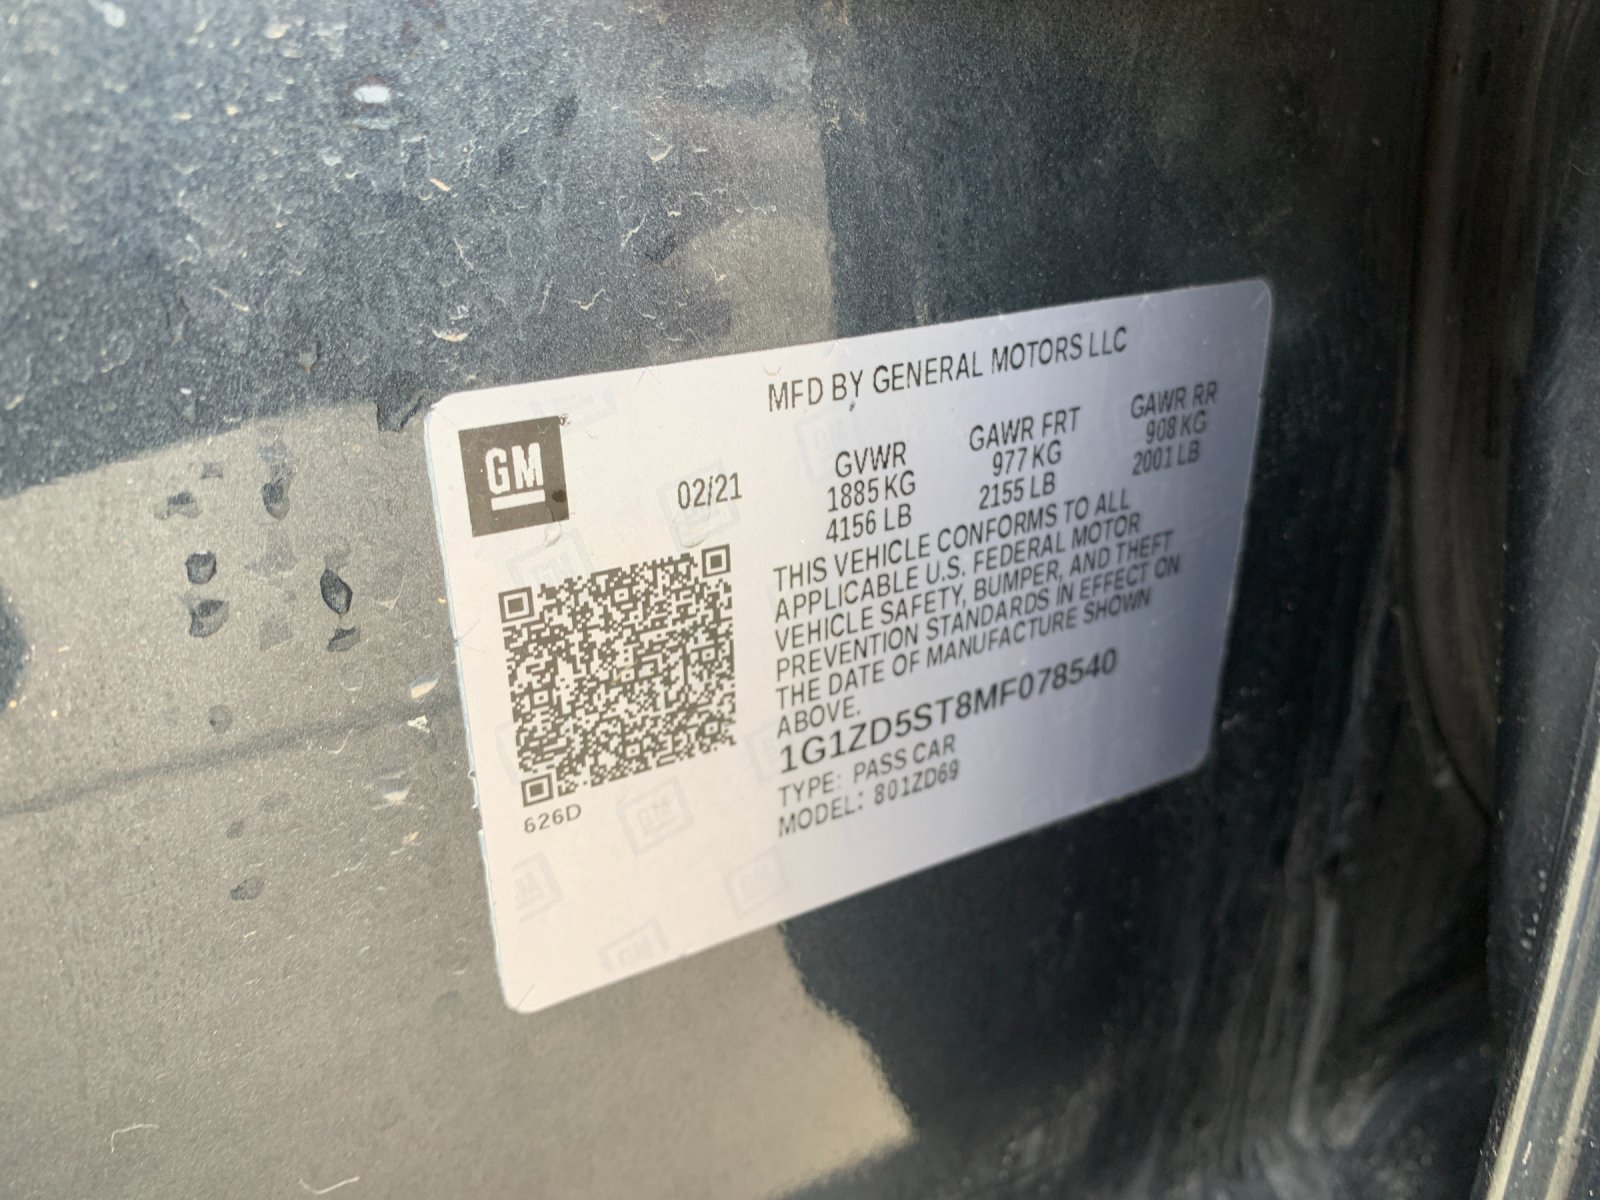 MFD BY GENERAL MOTORS LLC
GM
02/21
GVWR
1885 KG
4156 LB
GAWR FRT
977 KG
2155 LB
GAWR RR
908 KG
2001 LB
THIS VEHICLE CONFORMS TO ALL
APPLICABLE U.S. FEDERAL MOTOR
VEHICLE SAFETY, BUMPER, AND THEFT
PREVENTION STANDARDS IN EFFECT ON
THE DATE OF MANUFACTURE SHOWN
ABOVE.
1G1ZD5ST8MF078540
TYPE: PASS CAR
MODEL: 801ZD69
626D